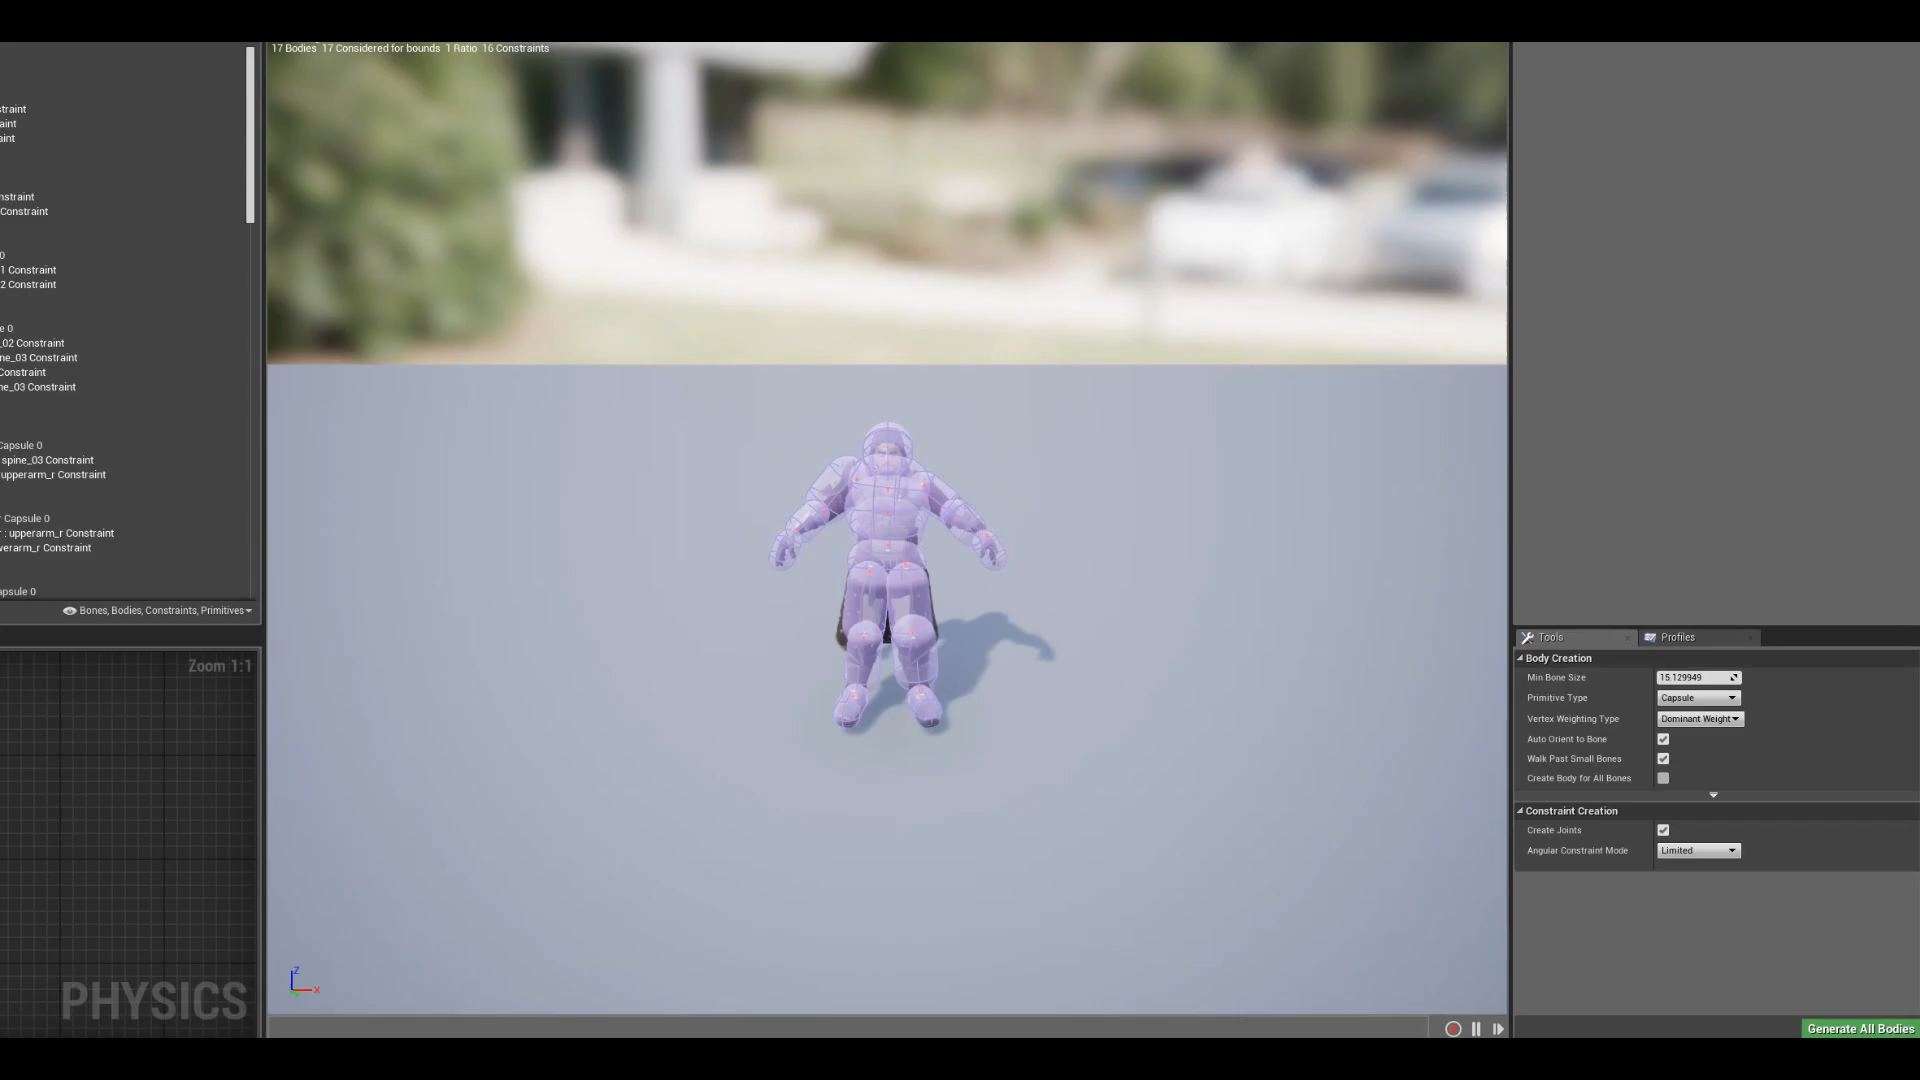 17 Bodies 17 Considered for bounds 1 Ratio 16 Constraints
straint
aint
aint
nstraint
Constraint
0
1 Constraint
2 Constraint
e 0
_02 Constraint
ne_03 Constraint
Constraint
ne_03 Constraint
Capsule 0
spine_03 Constraint
upperarm_r Constraint
r Capsule 0
r : upperarm_r Constraint
werarm_r Constraint
apsule 0
Bones, Bodies, Constraints, Primitives
Zoom 1:1
PHYSICS
Z
X
Tools
Profiles
Body Creation
Min Bone Size 15.129949
Primitive Type Capsule
Vertex Weighting Type Dominant Weight
Auto Orient to Bone
Walk Past Small Bones
Create Body for All Bones
Constraint Creation
Create Joints
Angular Constraint Mode Limited
Generate All Bodies